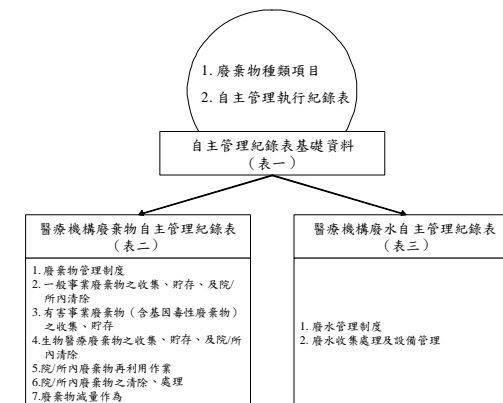 1. 廢棄物種類項目
2. 自主管理執行紀錄表
自主管理紀錄表基礎資料
（表一）
醫療機構廢棄物自主管理紀錄表
（表二）
1. 廢棄物管理制度
2. 一般事業廢棄物之收集、貯存、及院/
所內清除
3. 有害事業廢棄物（含基因毒性廢棄物）
之收集、貯存
4.生物醫療廢棄物之收集、貯存、及院/所
內清除
5.院/所內廢棄物再利用作業
6.院/所內廢棄物之清除、處理
7.廢棄物減量作為
醫療機構廢水自主管理紀錄表
（表三）
1. 廢水管理制度
2. 廢水收集處理及設備管理